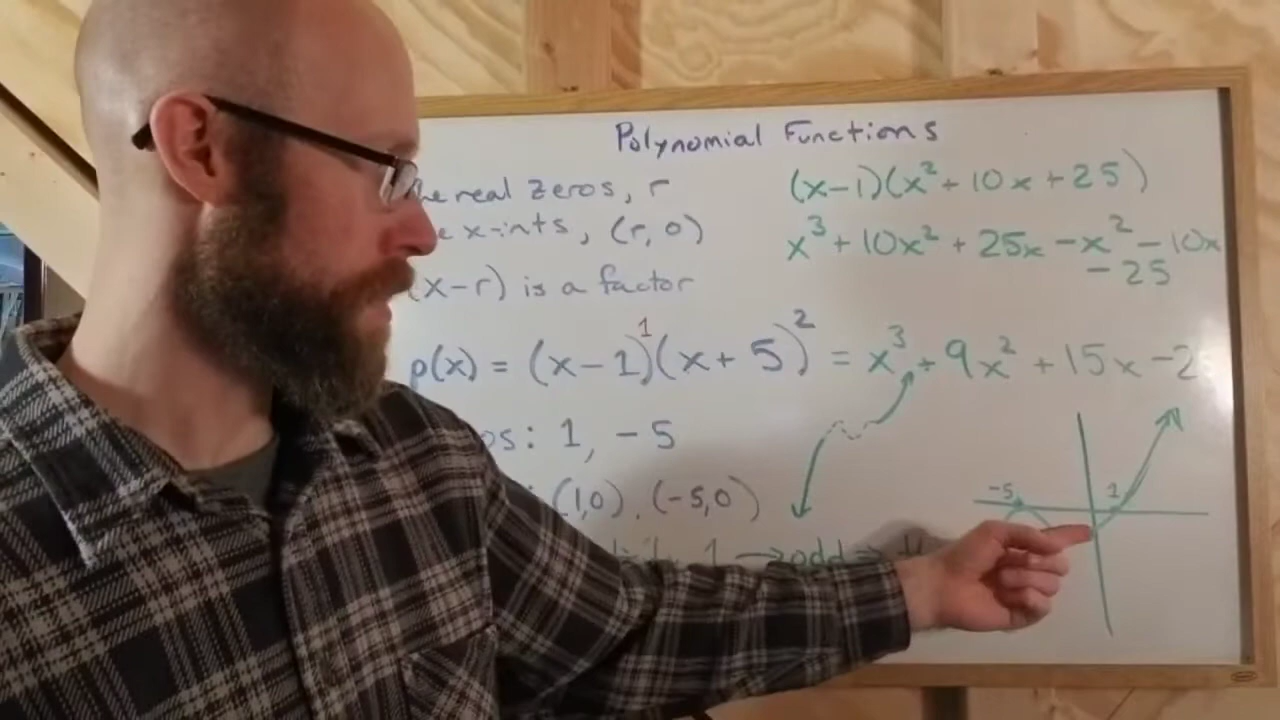 Polynomial Functions
real zeros, r
x-ints, (r, 0)
(x-r) is a factor
(x-1)(x²+10x+25)
x³+10x²+25x-x²-10x
-25
p(x) = (x-1)¹(x+5)² = x³+9x²+15x-2
: 1, -5
(1,0), (-5,0)
1 → odd ⇒
-5
1